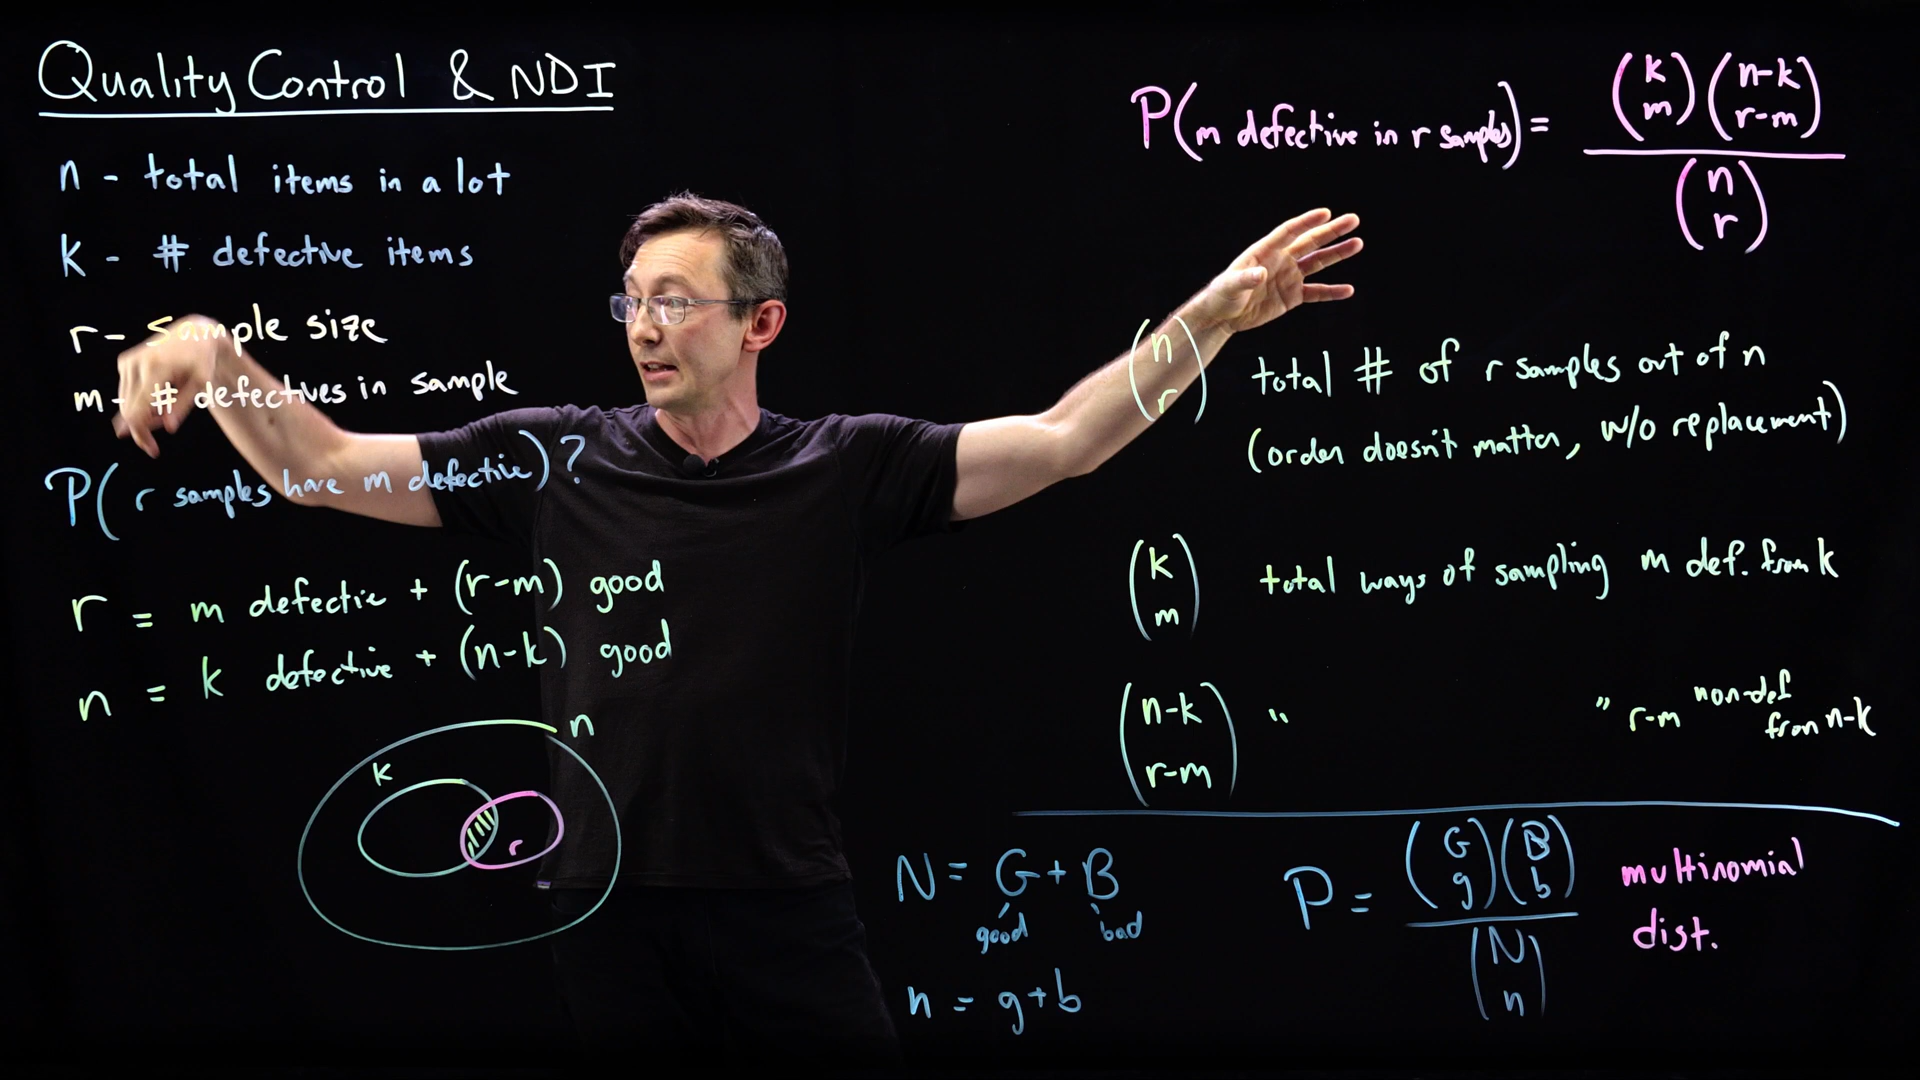 Quality Control & NDI
n - total items in a lot
k - # defective items
r - sample size
m - # defectives in sample
P( r samples have m defectie)?
r = m defectie + (r-m) good
n = k defective + (n-k) good
n
k
r
P(m defective in r samples) = (k m)(n-k r-m) / (n r)
(n r) total # of r samples out of n
(order doesn't matter, w/o replacement)
(k m) total ways of sampling m def. from k
(n-k r-m) " " r-m non-def from n-k
N = G + B
good bad
n = g+b
P = (G g)(B b) / (N n)
multinomial
dist.